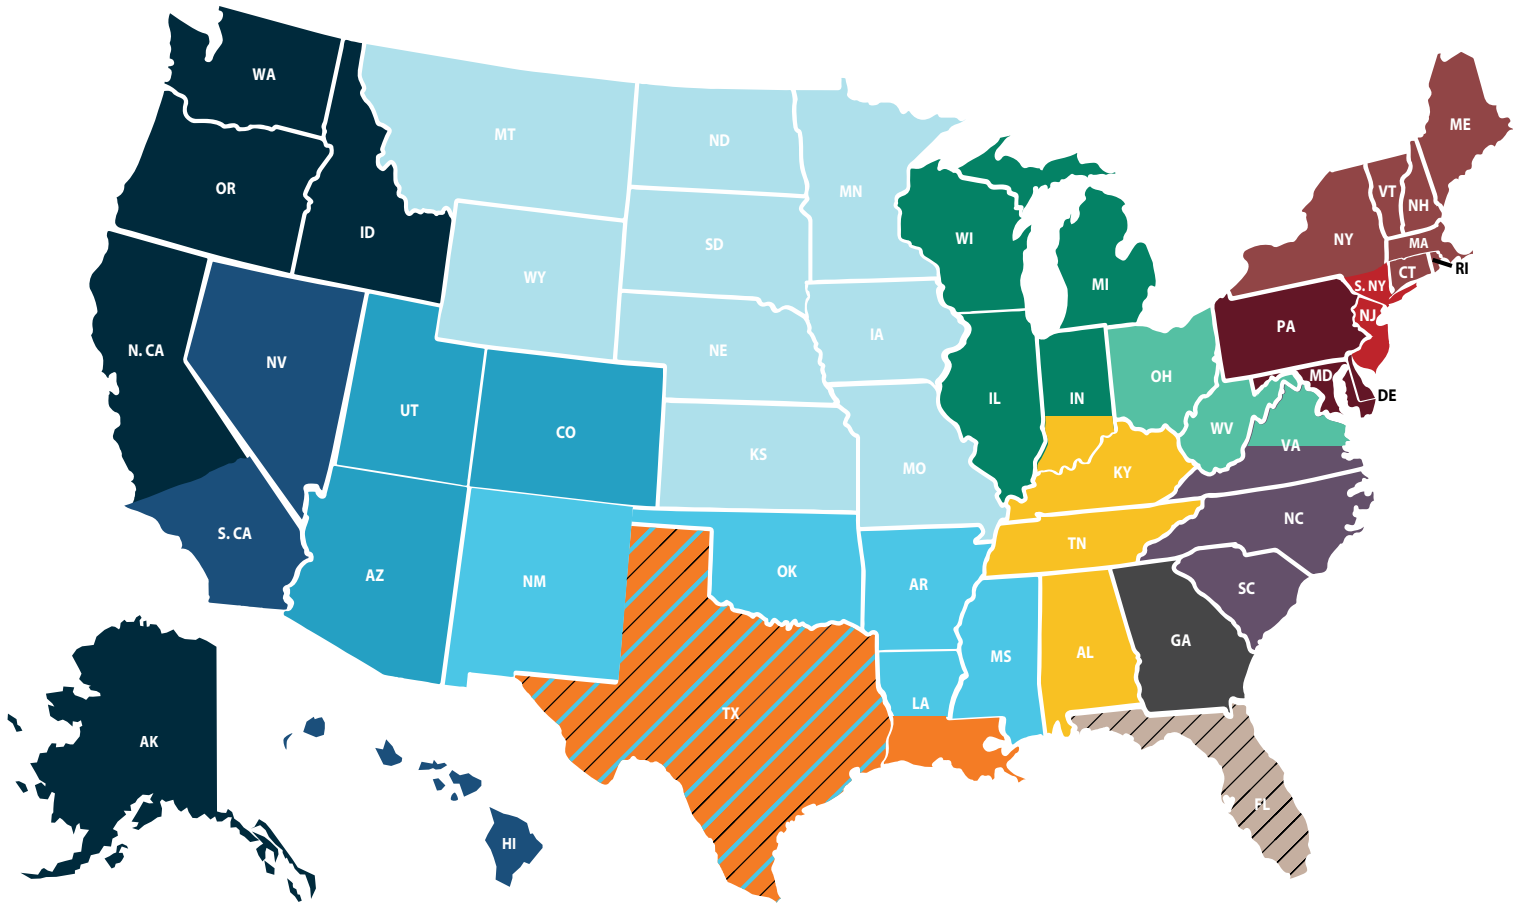 WA
MT
ND
ME
OR
MN
VT
NH
ID
SD
WI
NY
MA
RI
CT
WY
MI
S. NY
NJ
PA
IA
N. CA
NE
NV
OH
MD
DE
IN
IL
UT
CO
WV
VA
KS
MO
KY
NC
S. CA
TN
AZ
NM
OK
AR
SC
GA
MS
AL
LA
TX
AK
FL
HI